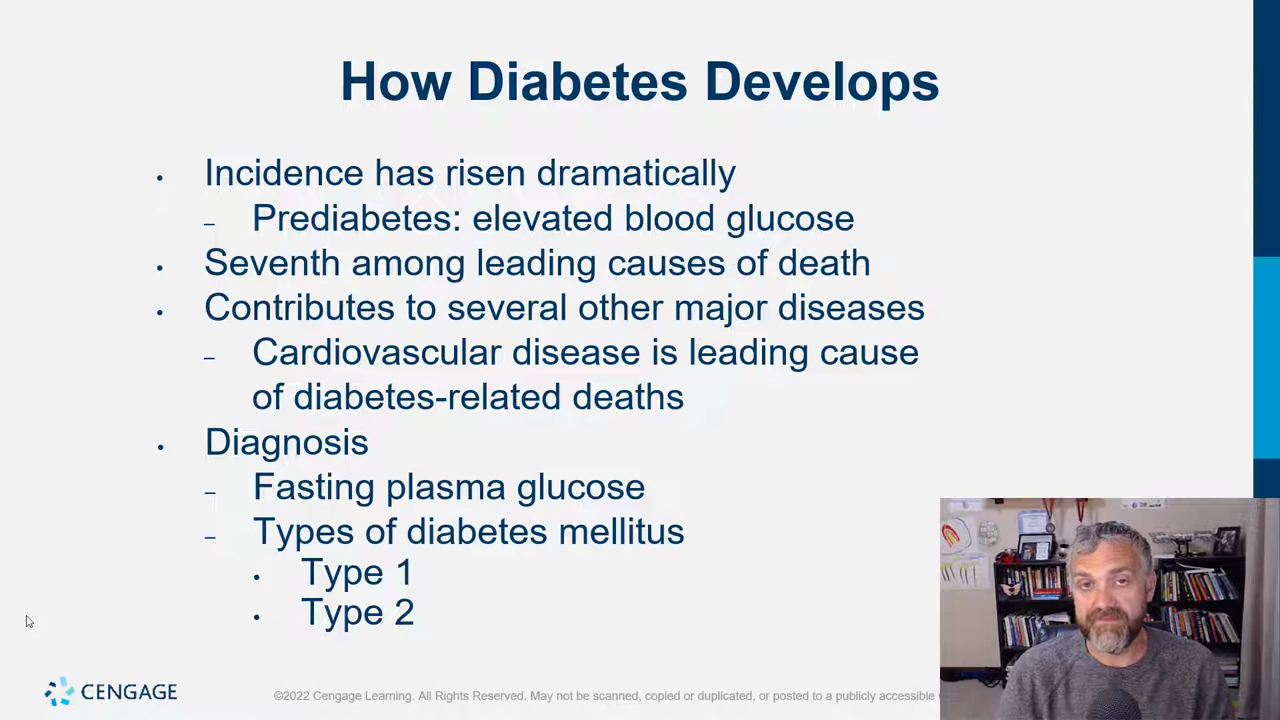 How Diabetes Develops
• Incidence has risen dramatically
– Prediabetes: elevated blood glucose
• Seventh among leading causes of death
• Contributes to several other major diseases
– Cardiovascular disease is leading cause
of diabetes-related deaths
• Diagnosis
– Fasting plasma glucose
– Types of diabetes mellitus
• Type 1
• Type 2
CENGAGE
©2022 Cengage Learning. All Rights Reserved. May not be scanned, copied or duplicated, or posted to a publicly accessible